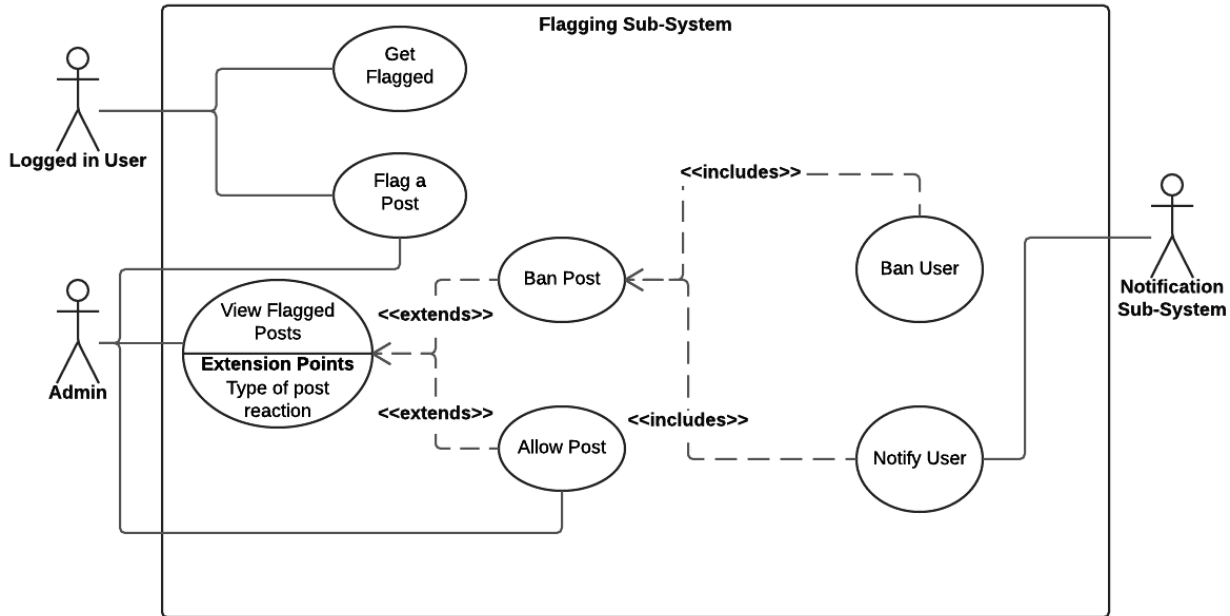 Flagging Sub-System
Get
Flagged
Logged in User
Flag a
Post
<<includes>>
Ban Post
Ban User
Notification
Sub-System
View Flagged
Posts
<<extends>>
Extension Points
Type of post
reaction
Admin
<<extends>>
<<includes>>
Allow Post
Notify User